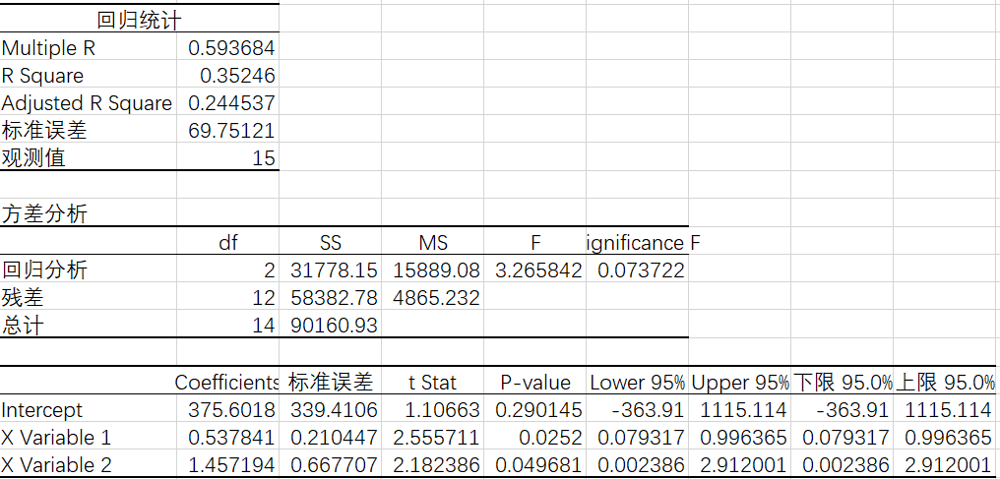 回归统计
Multiple R 0.593684
R Square 0.35246
Adjusted R Square 0.244537
标准误差 69.75121
观测值 15
方差分析
df SS MS F ignificance F
回归分析 2 31778.15 15889.08 3.265842 0.073722
残差 12 58382.78 4865.232
总计 14 90160.93
Coefficients 标准误差 t Stat P-value Lower 95% Upper 95% 下限 95.0% 上限 95.0%
Intercept 375.6018 339.4106 1.10663 0.290145 -363.91 1115.114 -363.91 1115.114
X Variable 1 0.537841 0.210447 2.555711 0.0252 0.079317 0.996365 0.079317 0.996365
X Variable 2 1.457194 0.667707 2.182386 0.049681 0.002386 2.912001 0.002386 2.912001